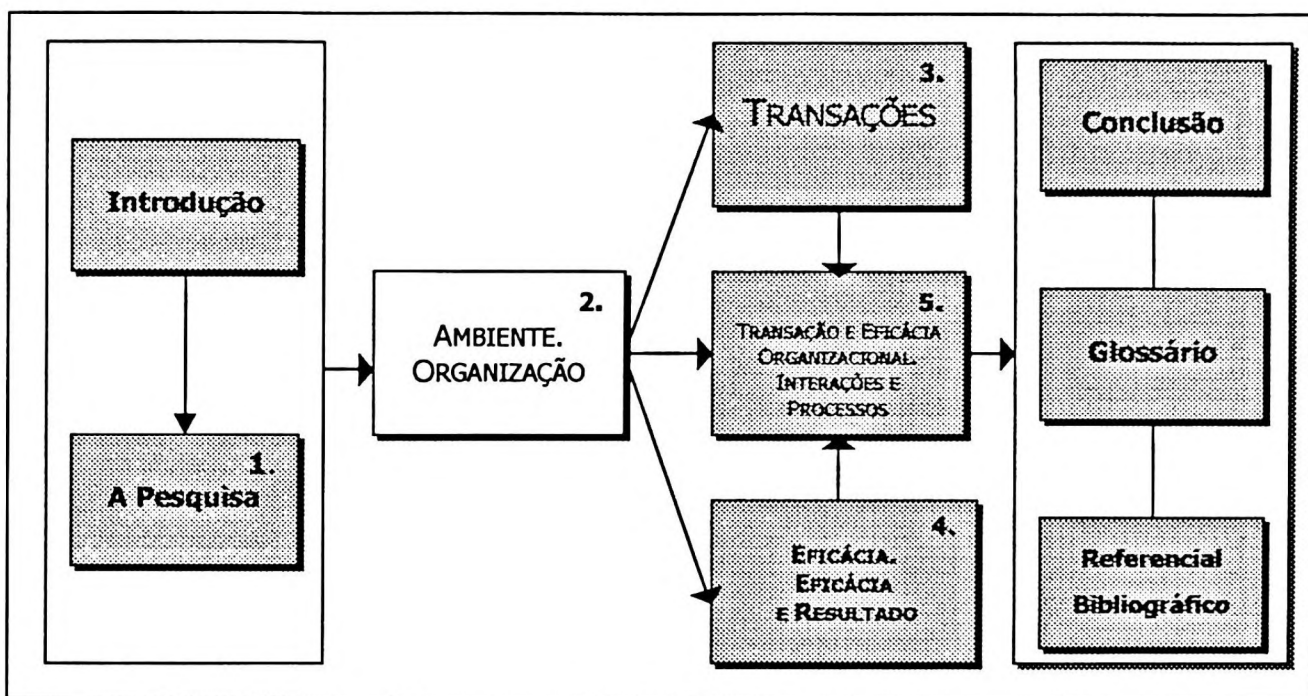 Introdução
1.
A Pesquisa
2.
AMBIENTE.
ORGANIZAÇÃO
3.
TRANSAÇÕES
5.
TRANSAÇÃO E EFICÁCIA
ORGANIZACIONAL.
INTERAÇÕES E
PROCESSOS
4.
EFICÁCIA.
EFICÁCIA
E RESULTADO
Conclusão
Glossário
Referencial
Bibliográfico